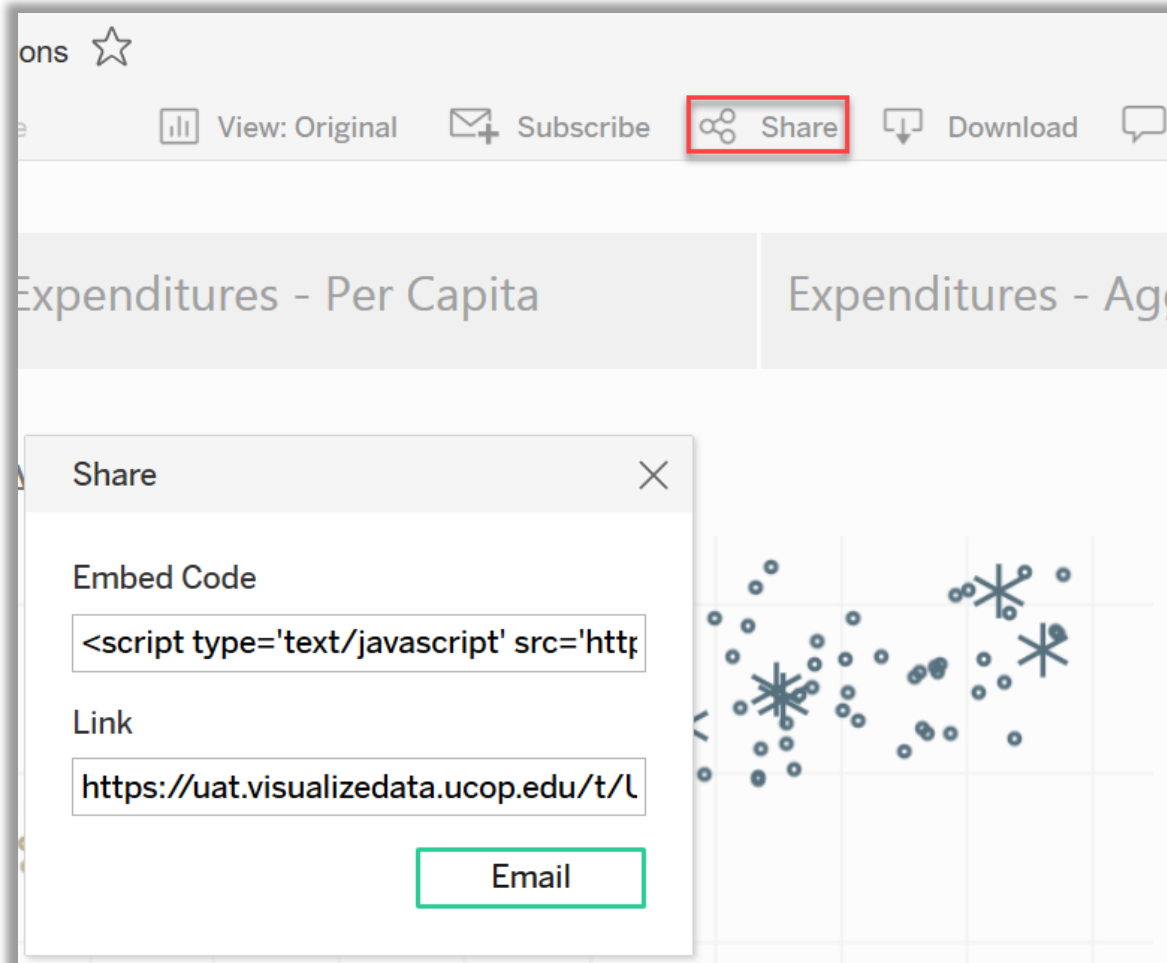 ons
View: Original Subscribe Share Download
Expenditures - Per Capita Expenditures - Ag
Share
Embed Code
<script type='text/javascript' src='http
Link
https://uat.visualizedata.ucop.edu/t/
Email